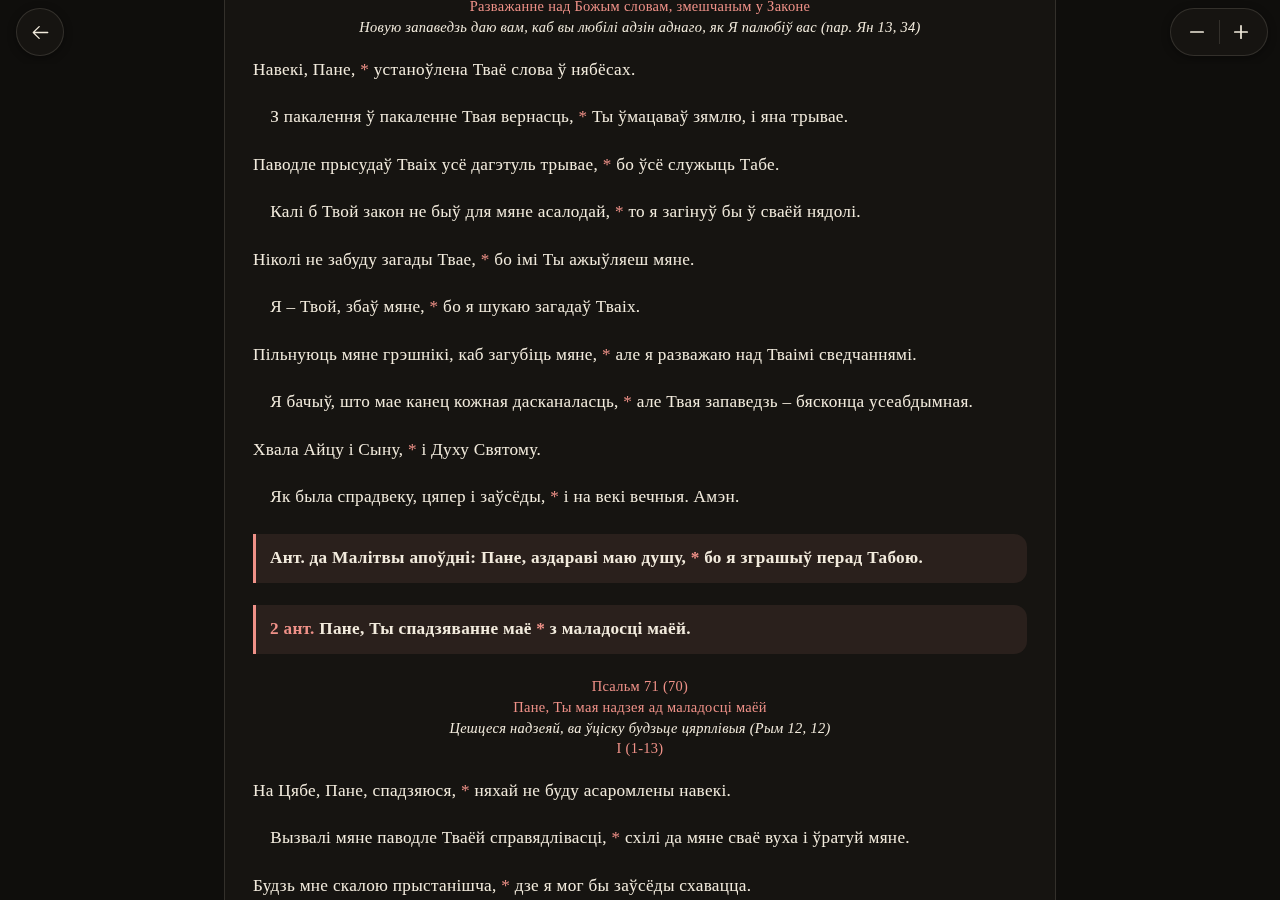 Разважанне над Божым словам, змешчаным у Законе
Новую запаведзь даю вам, каб вы любілі адзін аднаго, як Я палюбіў вас (пар. Ян 13, 34)
Навекі, Пане, * устаноўлена Тваё слова ў нябёсах.
З пакалення ў пакаленне Твая вернасць, * Ты ўмацаваў зямлю, і яна трывае.
Паводле прысудаў Тваіх усё дагэтуль трывае, * бо ўсё служыць Табе.
Калі б Твой закон не быў для мяне асалодай, * то я загінуў бы ў сваёй нядолі.
Ніколі не забуду загады Твае, * бо імі Ты ажыўляеш мяне.
Я – Твой, збаў мяне, * бо я шукаю загадаў Тваіх.
Пільнуюць мяне грэшнікі, каб загубіць мяне, * але я разважаю над Тваімі сведчаннямі.
Я бачыў, што мае канец кожная дасканаласць, * але Твая запаведзь – бясконца усеабдымная.
Хвала Айцу і Сыну, * і Духу Святому.
Як была спрадвеку, цяпер і заўсёды, * і на векі вечныя. Амэн.
Ант. да Малітвы апоўдні: Пане, аздараві маю душу, * бо я зграшыў перад Табою.
2 ант. Пане, Ты спадзяванне маё * з маладосці маёй.
Псальм 71 (70)
Пане, Ты мая надзея ад маладосці маёй
Цешцеся надзеяй, ва ўціску будзьце цярплівыя (Рым 12, 12)
I (1-13)
На Цябе, Пане, спадзяюся, * няхай не буду асаромлены навекі.
Вызвалі мяне паводле Тваёй справядлівасці, * схілі да мяне сваё вуха і ўратуй мяне.
Будзь мне скалою прыстанішча, * дзе я мог бы заўсёды схавацца.